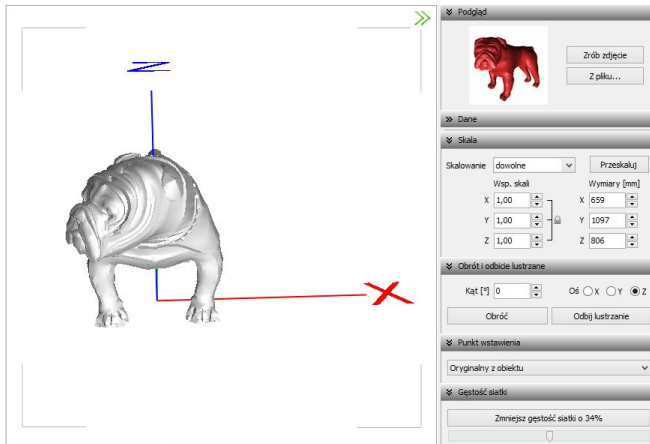 Podgląd
Zrób zdjęcie
Z pliku...
Dane
Skala
Skalowanie dowolne Przeskaluj
Wsp. skali Wymiary [mm]
X 1,00 X 659
Y 1,00 Y 1097
Z 1,00 Z 806
Obrót i odbicie lustrzane
Kąt [°] 0 Oś X Y Z
Obróć Odbij lustrzanie
Punkt wstawienia
Oryginalny z obiektu
Gęstość siatki
Zmniejsz gęstość siatki o 34%
Z
X